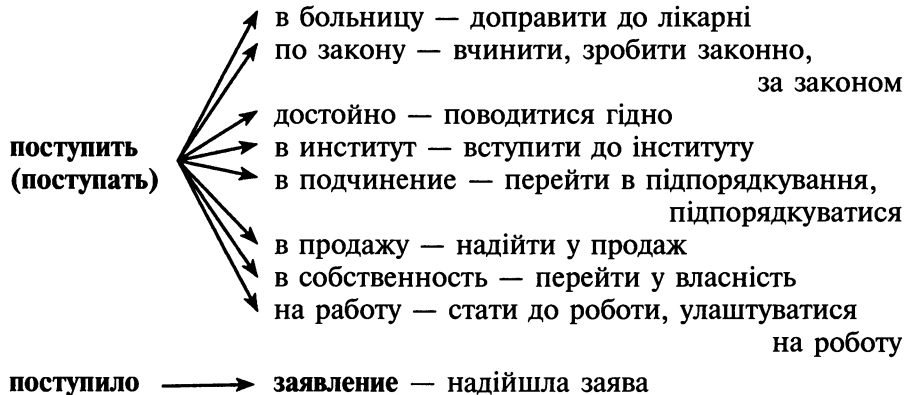 в больницу — доправити до лікарні
по закону — вчинити, зробити законно,
за законом
достойно — поводитися гідно
поступить
в институт — вступити до інституту
(поступать)
в подчинение — перейти в підпорядкування,
підпорядкуватися
в продажу — надійти у продаж
в собственность — перейти у власність
на работу — стати до роботи, улаштуватися
на роботу
поступило заявление — надійшла заява